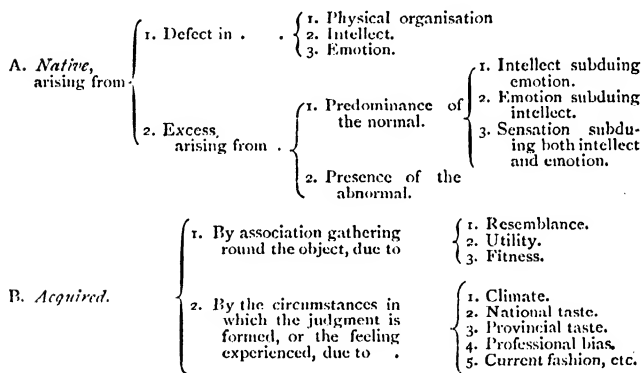 A. Native,
arising from
1. Defect in .   .
1. Physical organisation
2. Intellect.
3. Emotion.
2. Excess,
arising from .
1. Predominance of
the normal.
1. Intellect subduing
emotion.
2. Emotion subduing
intellect.
3. Sensation subdu-
ing both intellect
and emotion.
2. Presence of the
abnormal.
B. Acquired.
1. By association gathering
round the object, due to
1. Resemblance.
2. Utility.
3. Fitness.
2. By the circumstances in
which the judgment is
formed, or the feeling
experienced, due to   .
1. Climate.
2. National taste.
3. Provincial taste.
4. Professional bias.
5. Current fashion, etc.